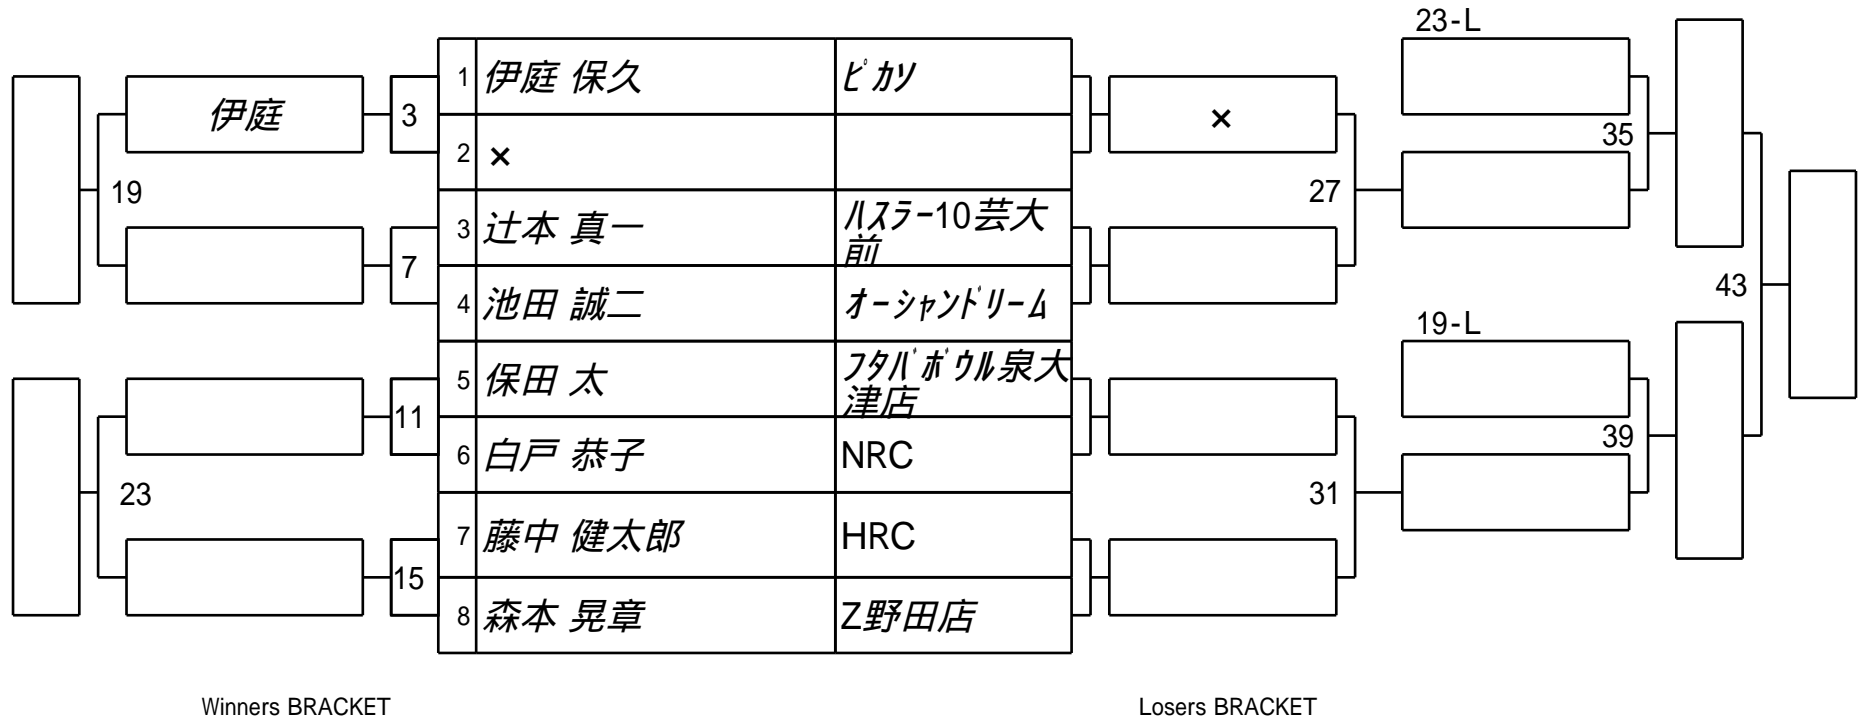 23-L
1 伊庭 保久 ﾋﾟｶｿ
伊庭 3 × 35
2 ×
19 27
3 辻本 真一 ﾊｽﾗｰ10芸大
前
7
4 池田 誠二 ｵｰｼｬﾝﾄﾞﾘｰﾑ 43
19-L
5 保田 太 ﾌﾀﾊﾞﾎﾞｳﾙ泉大
津店
11 39
6 白戸 恭子 NRC
23 31
7 藤中 健太郎 HRC
15
8 森本 晃章 Z野田店
Winners BRACKET Losers BRACKET